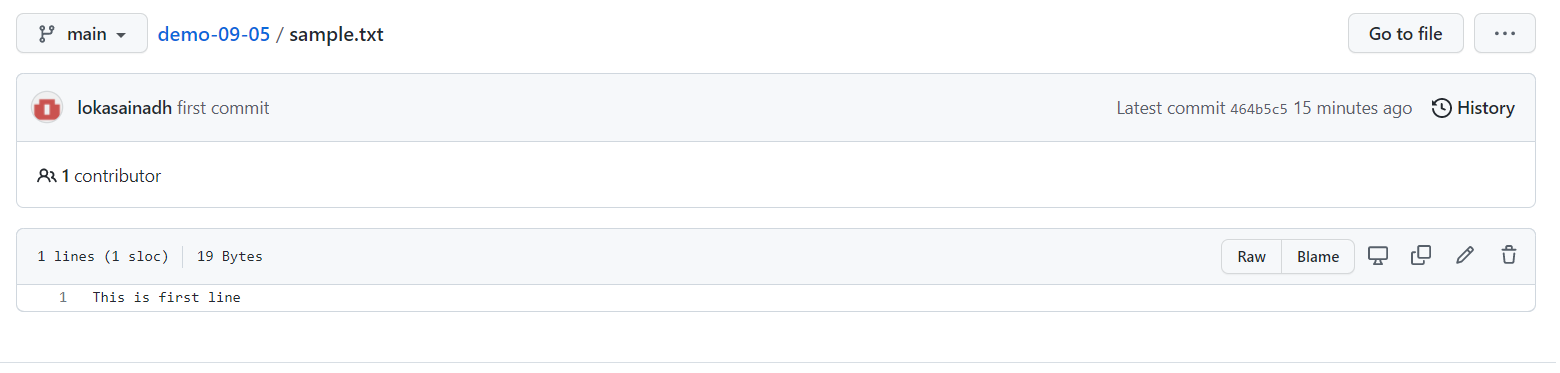 main demo-09-05 / sample.txt Go to file ...
lokasainadh first commit Latest commit 464b5c5 15 minutes ago History
1 contributor
1 lines (1 sloc) 19 Bytes Raw Blame
1 This is first line